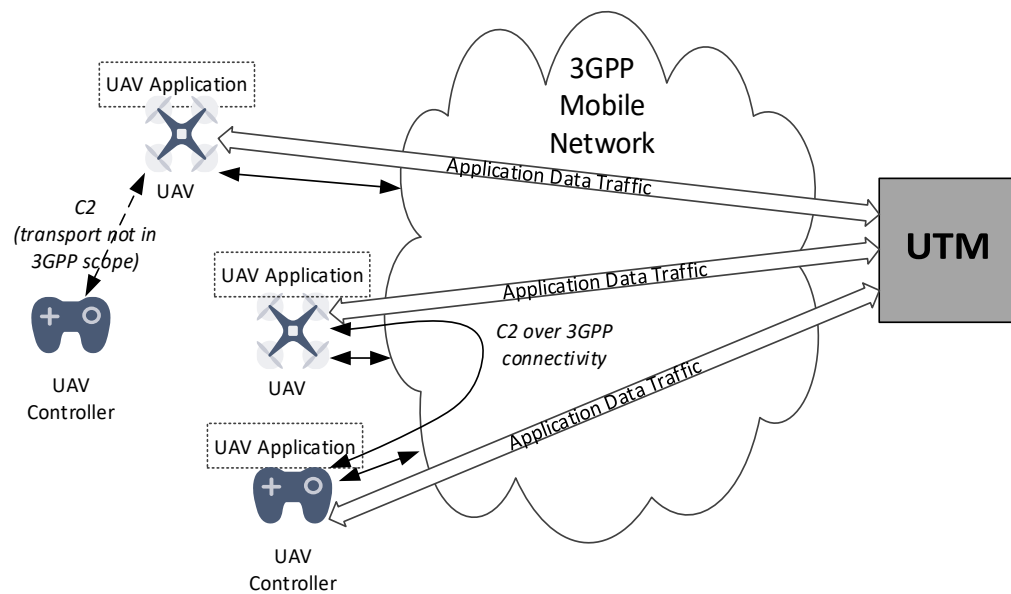 3GPP
Mobile
Network
UAV Application
UAV
Application Data Traffic
C2
(transport not in
3GPP scope)
UTM
UAV Application
Application Data Traffic
UAV
C2 over 3GPP
connectivity
UAV
Controller
Application Data Traffic
UAV Application
UAV
Controller